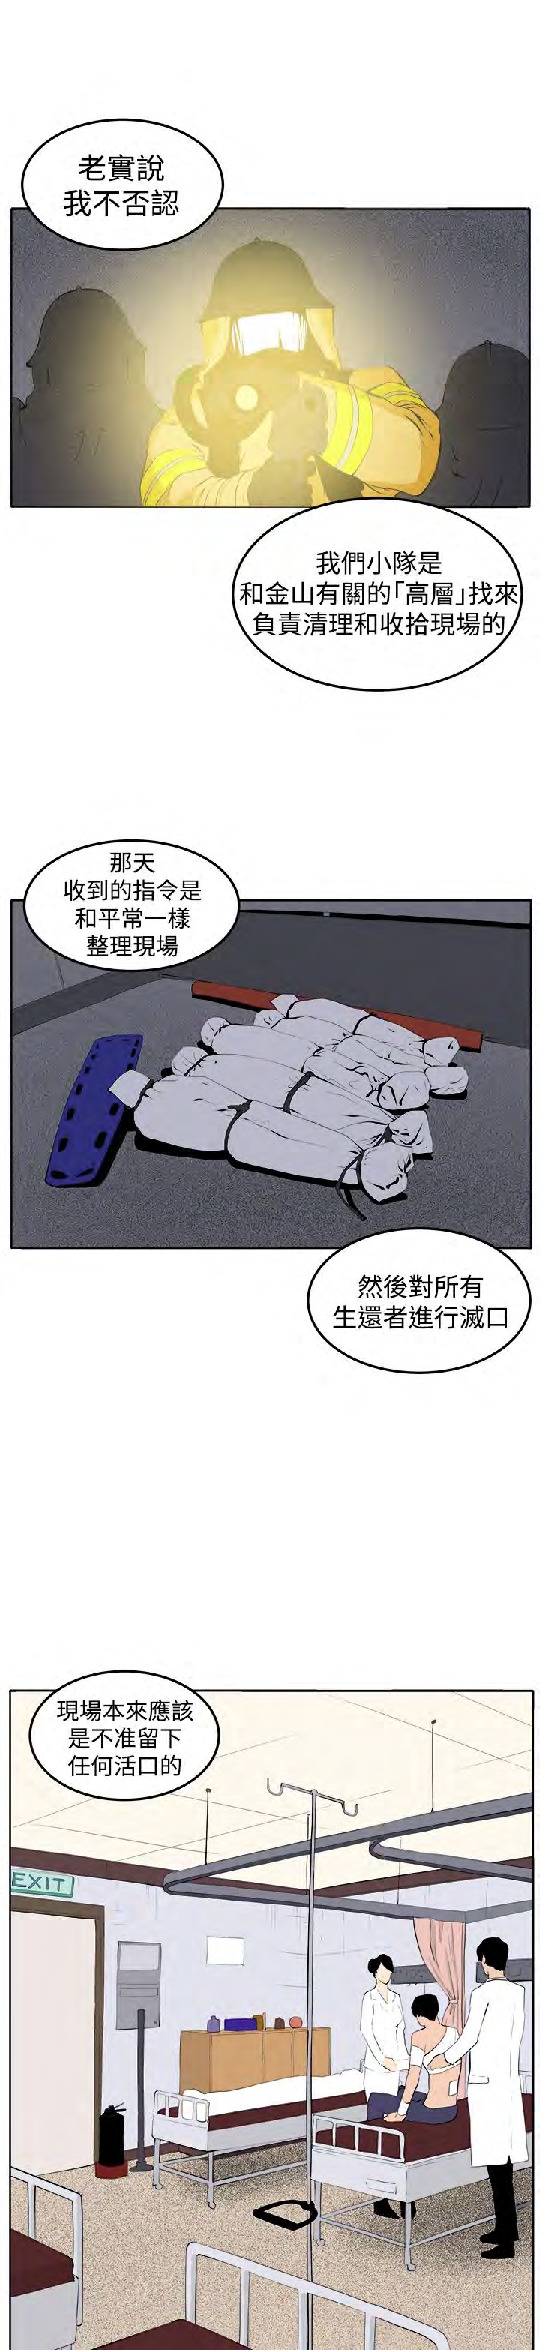 老實說
我不否認
我們小隊是
和金山有關的「高層」找來
負責清理和收拾現場的
那天
收到的指令是
和平常一樣
整理現場
然後對所有
生還者進行滅口
現場本來應該
是不准留下
任何活口的
EXIT